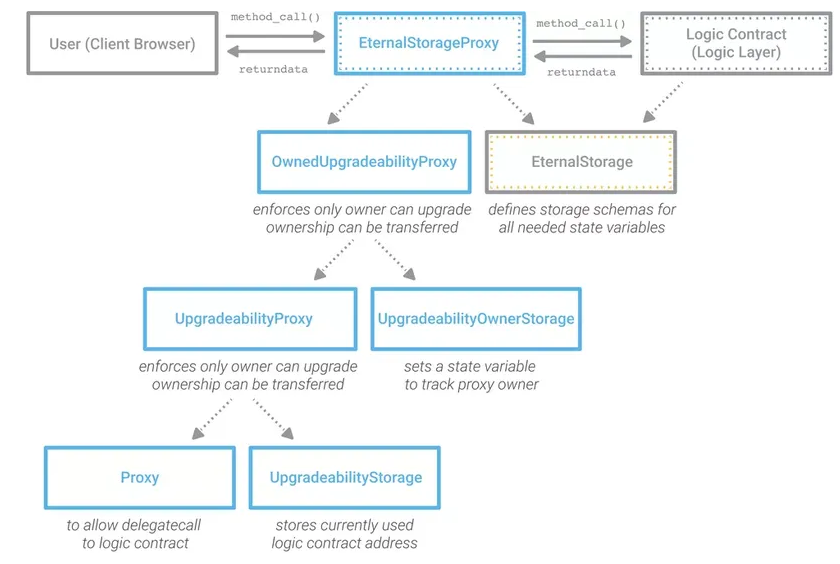 User (Client Browser)
method_call()
returndata
EternalStorageProxy
method_call()
returndata
Logic Contract
(Logic Layer)
OwnedUpgradeabilityProxy
enforces only owner can upgrade
ownership can be transferred
EternalStorage
defines storage schemas for
all needed state variables
UpgradeabilityProxy
enforces only owner can upgrade
ownership can be transferred
UpgradeabilityOwnerStorage
sets a state variable
to track proxy owner
Proxy
to allow delegatecall
to logic contract
UpgradeabilityStorage
stores currently used
logic contract address